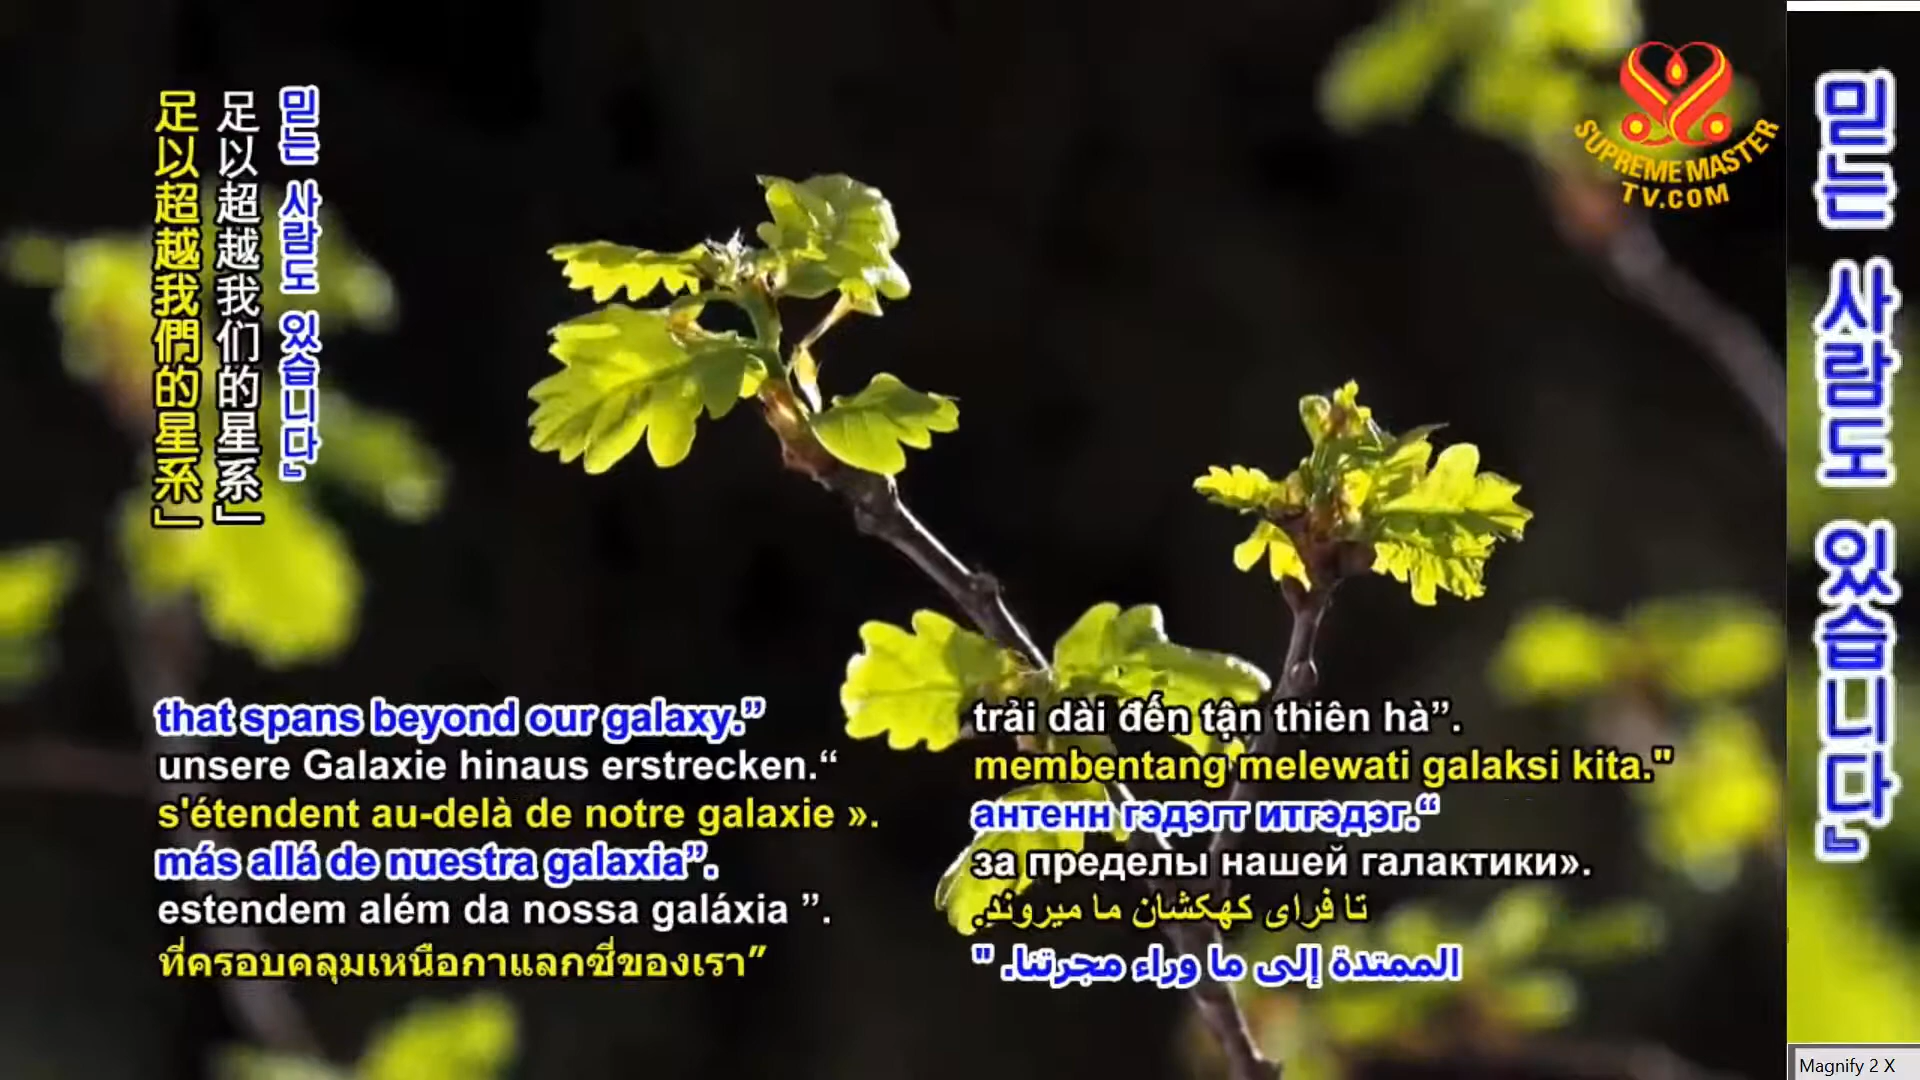 믿는 사람도 있습니다』
足以超越我们的星系」
足以超越我們的星系」
SUPREME MASTER
TV.COM
that spans beyond our galaxy.”
unsere Galaxie hinaus erstrecken.“
s'étendent au-delà de notre galaxie ».
más allá de nuestra galaxia”.
estendem além da nossa galáxia ”.
ที่ครอบคลุมเหนือกาแลกซี่ของเรา”
trải dài đến tận thiên hà”.
membentang melewati galaksi kita."
антенн гэдэгт итгэдэг.“
за пределы нашей галактики».
تا فرای کهکشان ما میروند.
الممتدة إلى ما وراء مجرتنا. "
믿는 사람도 있습니다』
Magnify 2 X